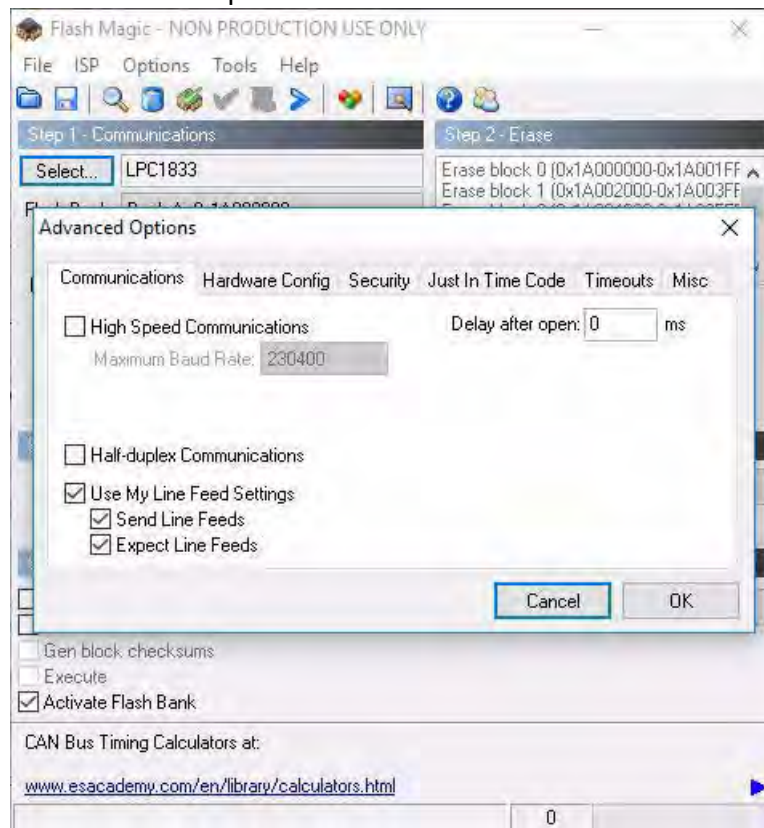 Flash Magic - NON PRODUCTION USE ONLY
File ISP Options Tools Help
Step 1 - Communications
Step 2 - Erase
Select... LPC1833
Erase block 0 (0x1A000000-0x1A001FF
Erase block 1 (0x1A002000-0x1A003FF
Advanced Options
Communications Hardware Config Security Just In Time Code Timeouts Misc
High Speed Communications
Delay after open: 0 ms
Maximum Baud Rate: 230400
Half-duplex Communications
Use My Line Feed Settings
Send Line Feeds
Expect Line Feeds
Cancel OK
Gen block checksums
Execute
Activate Flash Bank
CAN Bus Timing Calculators at:
www.esacademy.com/en/library/calculators.html
0